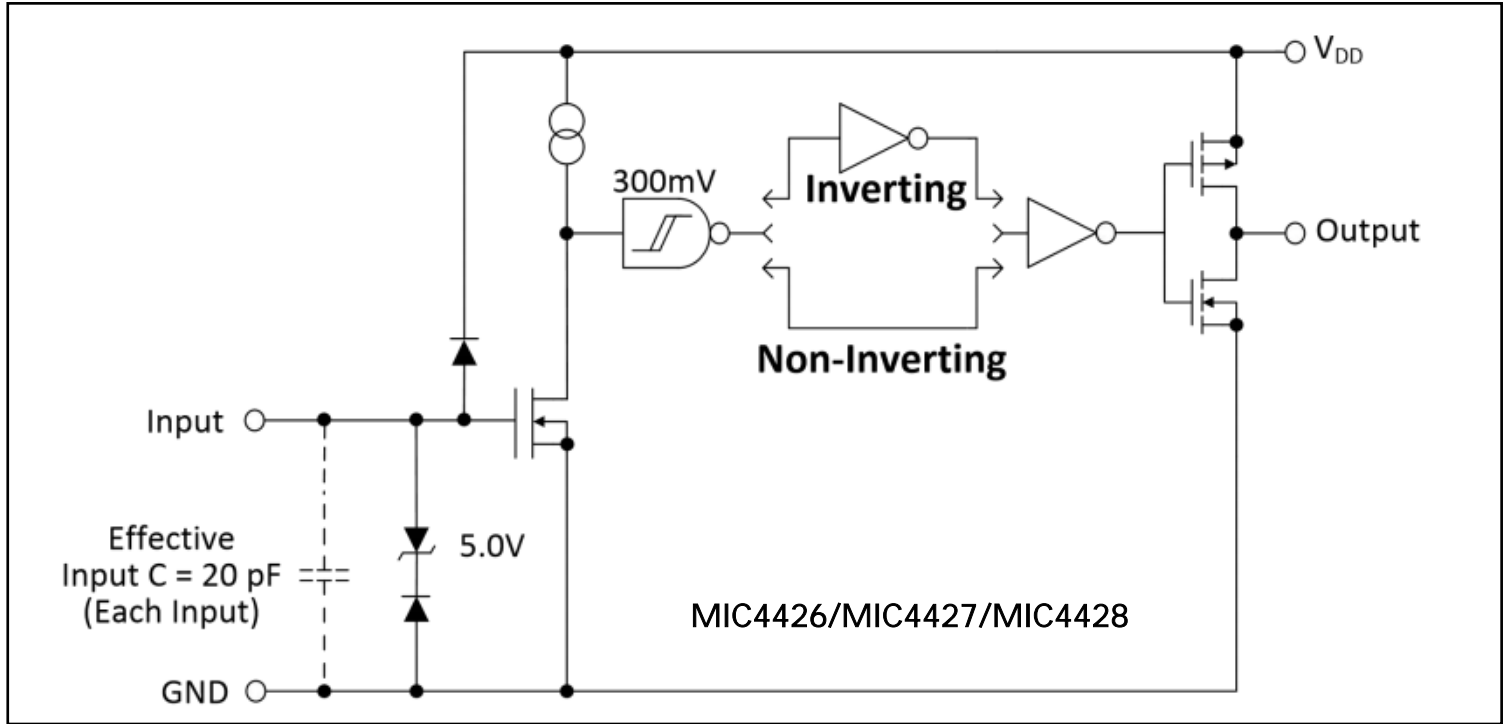 V_DD
300mV
Inverting
Output
Non-Inverting
Input
Effective
Input C = 20 pF
(Each Input)
5.0V
MIC4426/MIC4427/MIC4428
GND